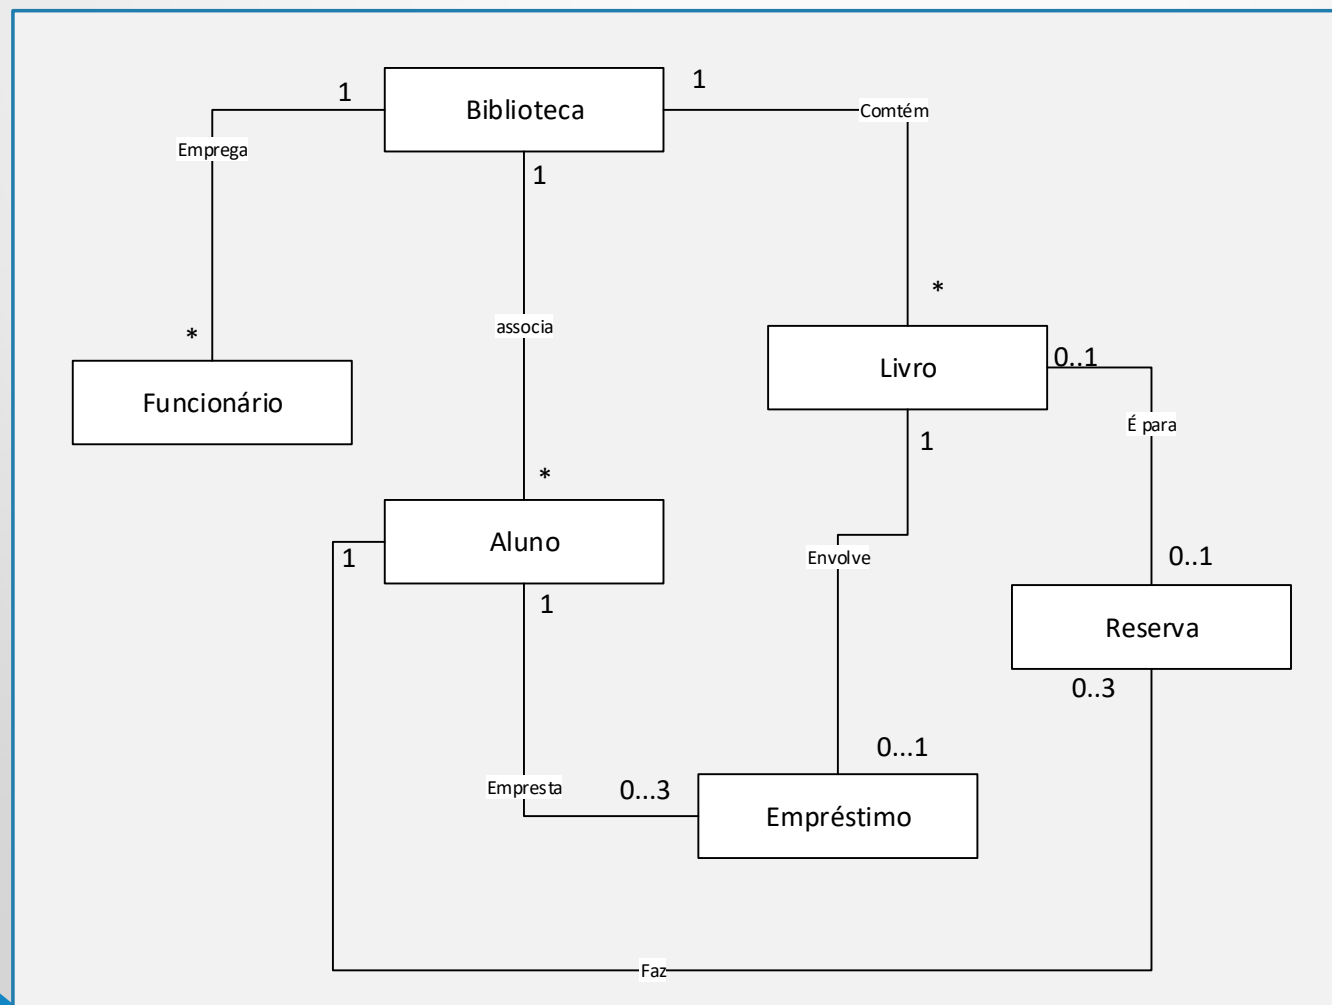 Biblioteca
1
1
Comtém
Emprega
1
*
associa
*
Livro
0..1
Funcionário
É para
1
*
Aluno
1
Envolve
0..1
1
Reserva
0..3
0...1
Empresta
0...3
Empréstimo
Faz